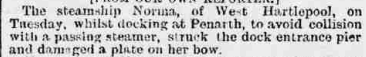 The steamship Norma, of West Hartlepool, on
Tuesday, whilst docking at Penarth, to avoid collision
with a passing steamer, struck the dock entrance pier
and damaged a plate on her bow.